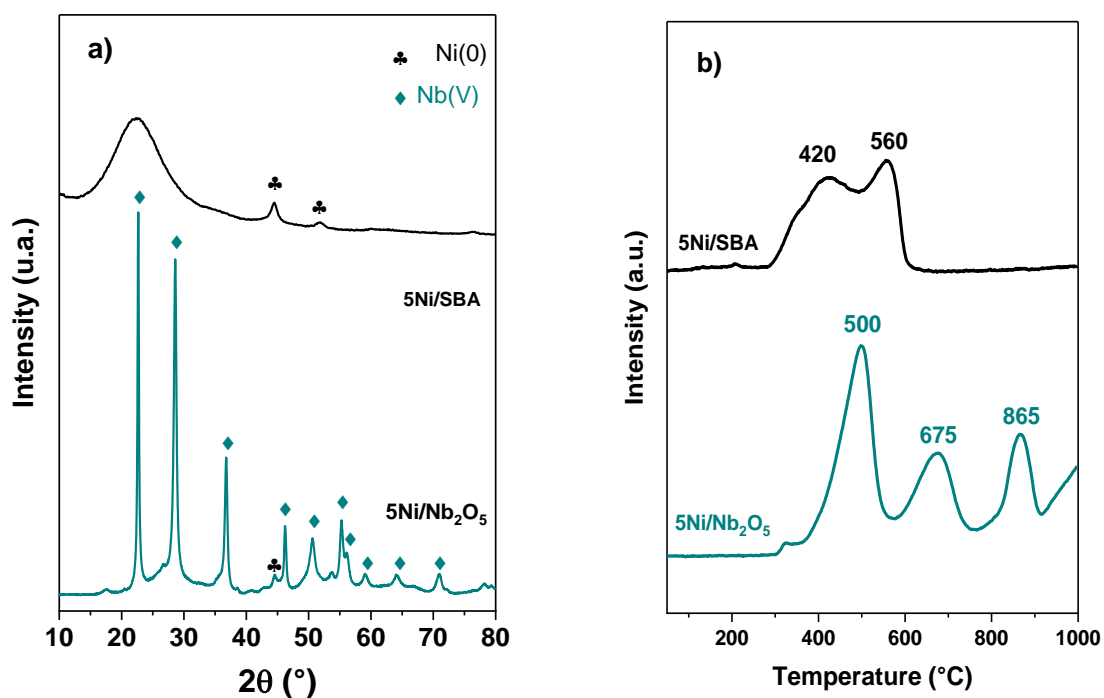 a)
♣ Ni(0)
♦ Nb(V)
♣
♣
♦
♦
5Ni/SBA
♦
5Ni/Nb₂O₅
♦
♦
♦
♦
♣
♦
♦
♦
10 20 30 40 50 60 70 80
2θ (°)
Intensity (u.a.)
b)
420
560
5Ni/SBA
500
675
865
5Ni/Nb₂O₅
200 400 600 800 1000
Temperature (°C)
Intensity (a.u.)